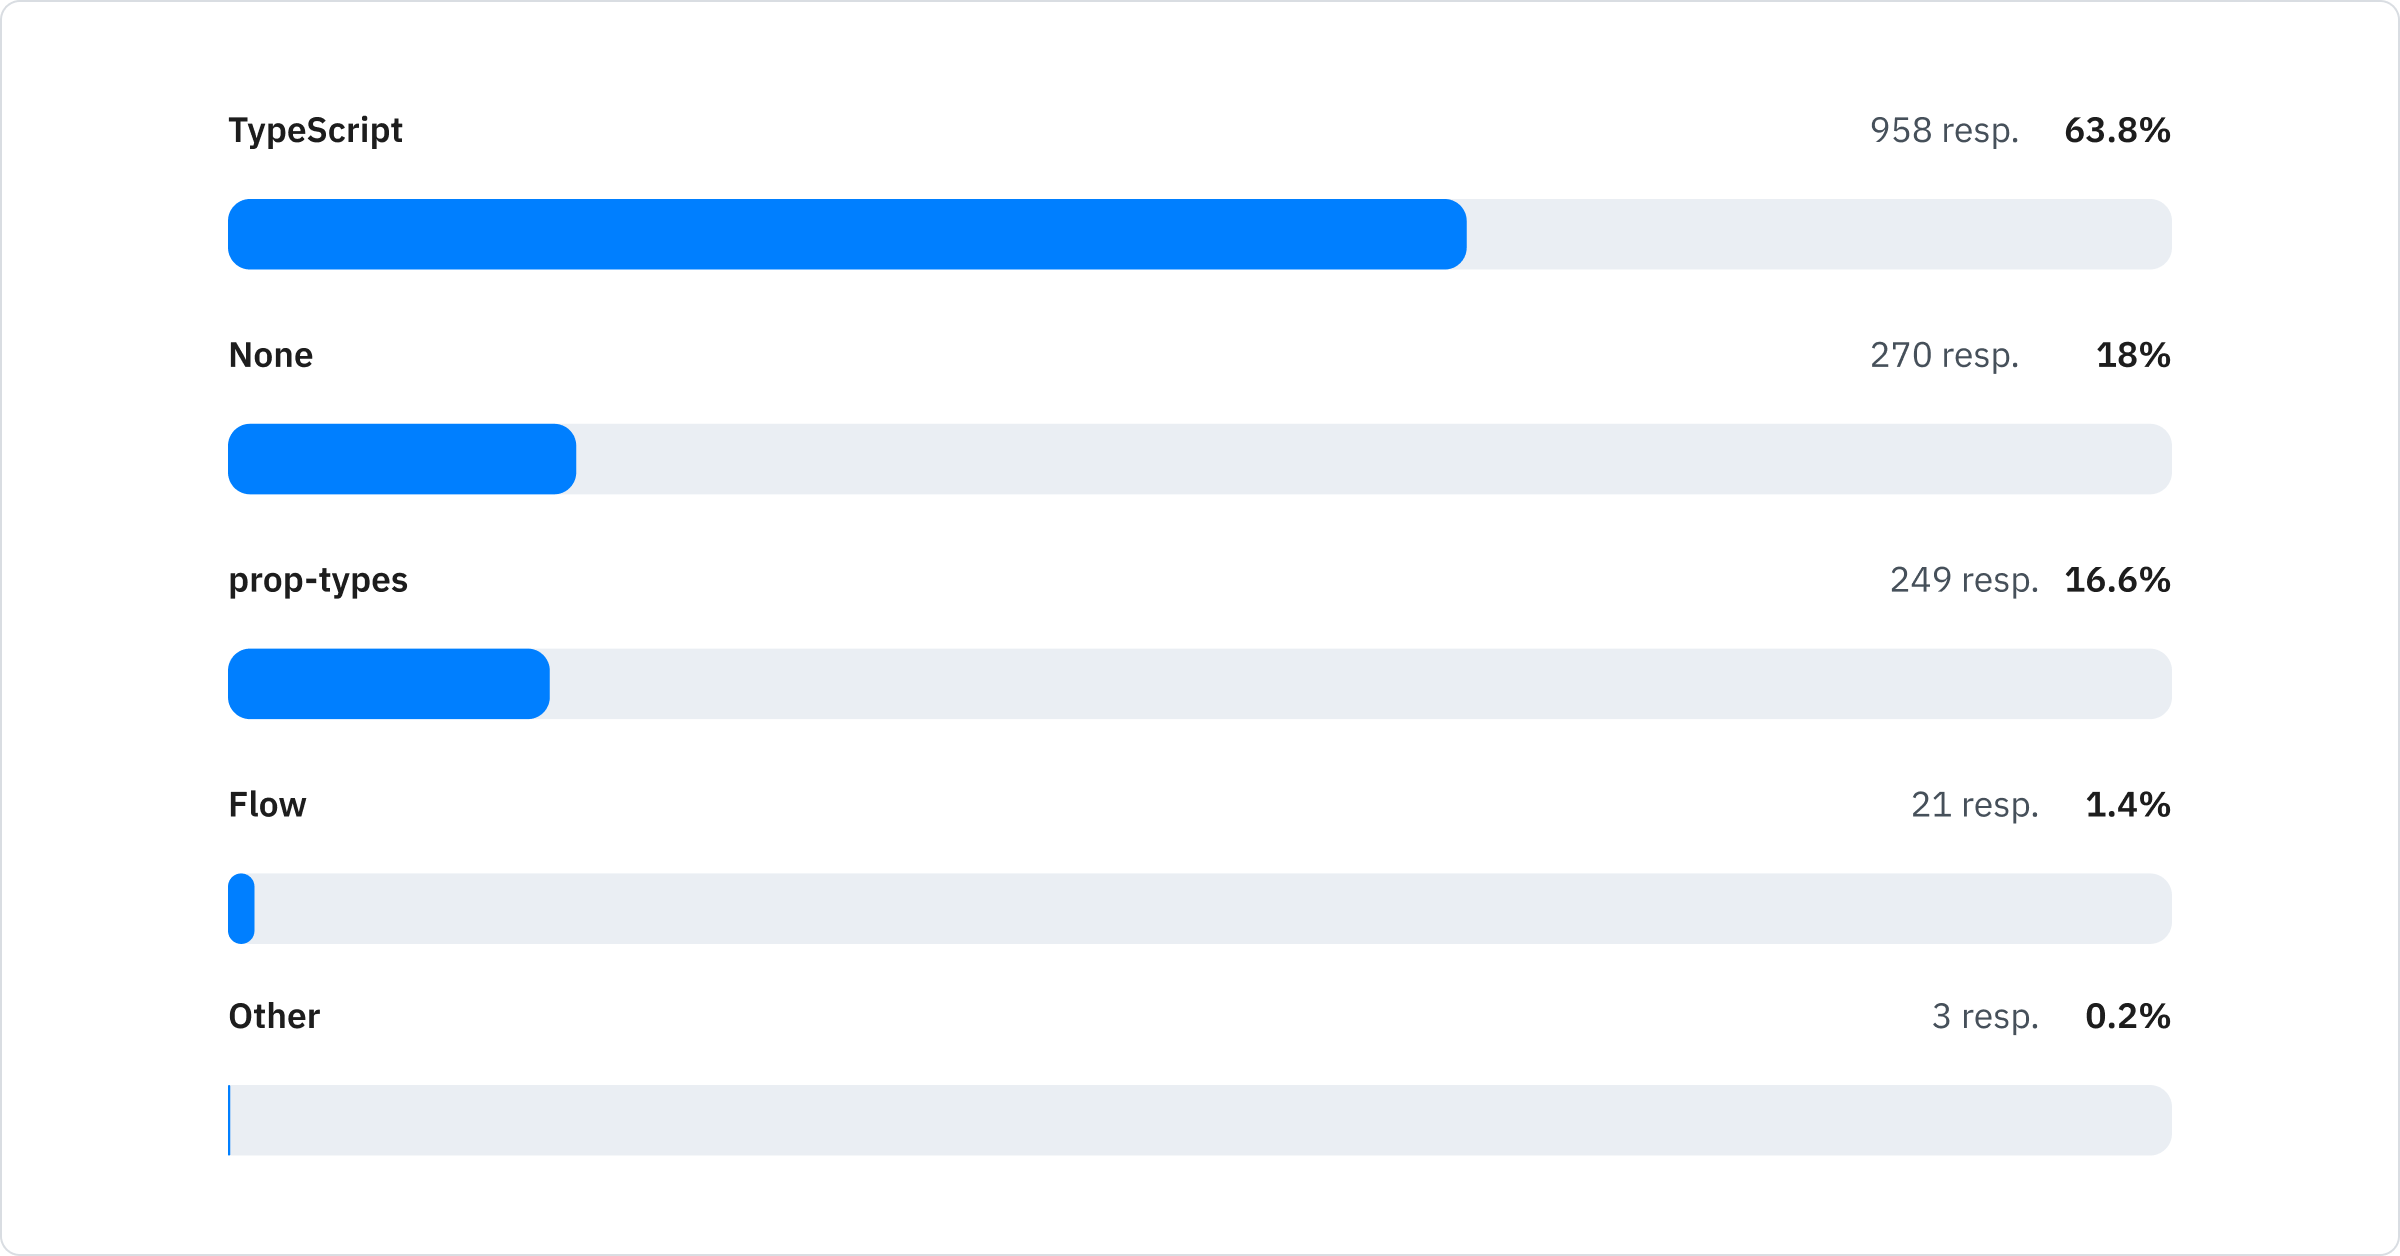 TypeScript 958 resp. 63.8%
None 270 resp. 18%
prop-types 249 resp. 16.6%
Flow 21 resp. 1.4%
Other 3 resp. 0.2%